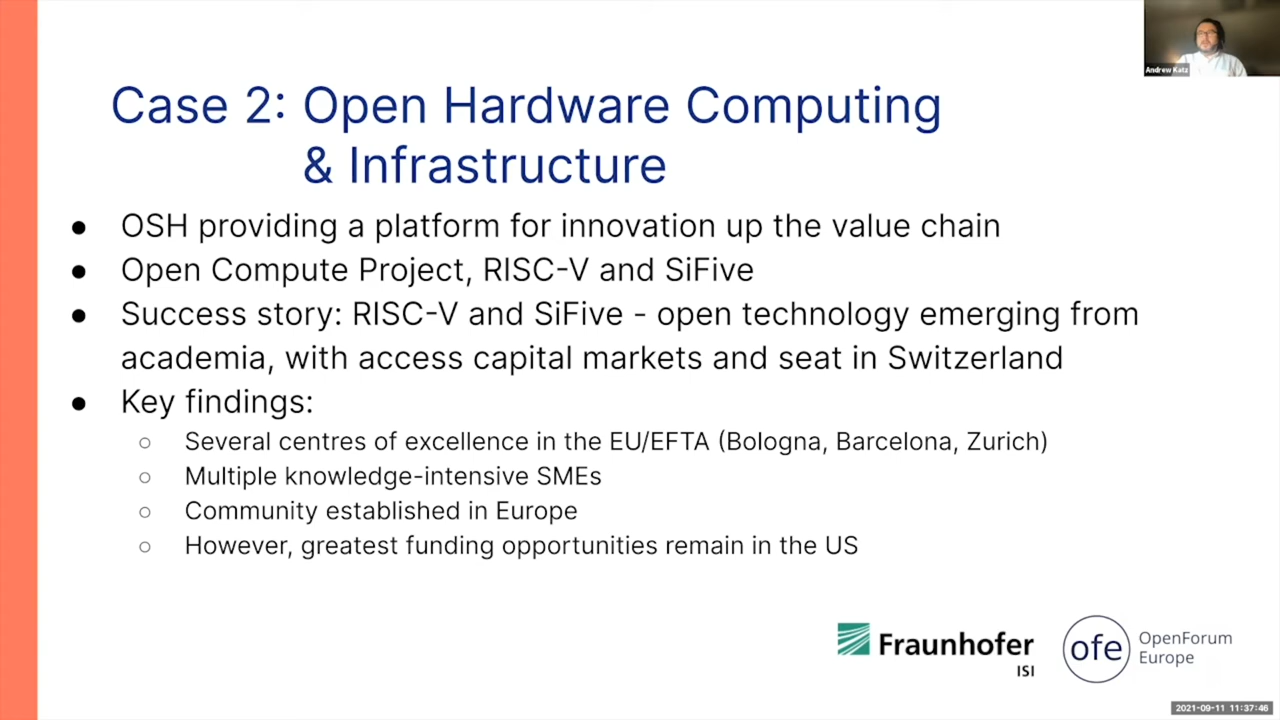 Andrew Katz
Case 2: Open Hardware Computing
& Infrastructure
● OSH providing a platform for innovation up the value chain
● Open Compute Project, RISC-V and SiFive
● Success story: RISC-V and SiFive - open technology emerging from
academia, with access capital markets and seat in Switzerland
● Key findings:
○ Several centres of excellence in the EU/EFTA (Bologna, Barcelona, Zurich)
○ Multiple knowledge-intensive SMEs
○ Community established in Europe
○ However, greatest funding opportunities remain in the US
Fraunhofer
ISI
ofe
OpenForum
Europe
2021-09-11 11:37:46